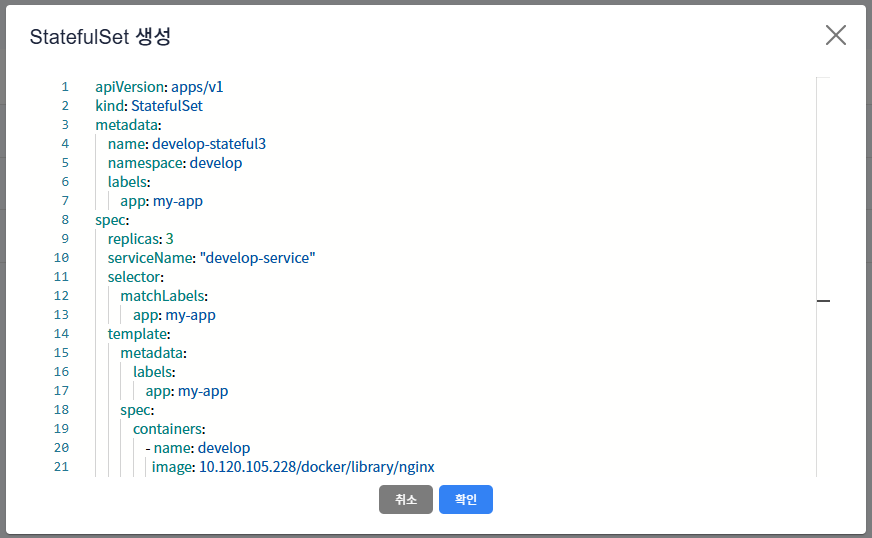 StatefulSet 생성
1 apiVersion: apps/v1
2 kind: StatefulSet
3 metadata:
4 name: develop-stateful3
5 namespace: develop
6 labels:
7 app: my-app
8 spec:
9 replicas: 3
10 serviceName: "develop-service"
11 selector:
12 matchLabels:
13 app: my-app
14 template:
15 metadata:
16 labels:
17 app: my-app
18 spec:
19 containers:
20 - name: develop
21 image: 10.120.105.228/docker/library/nginx
취소 확인